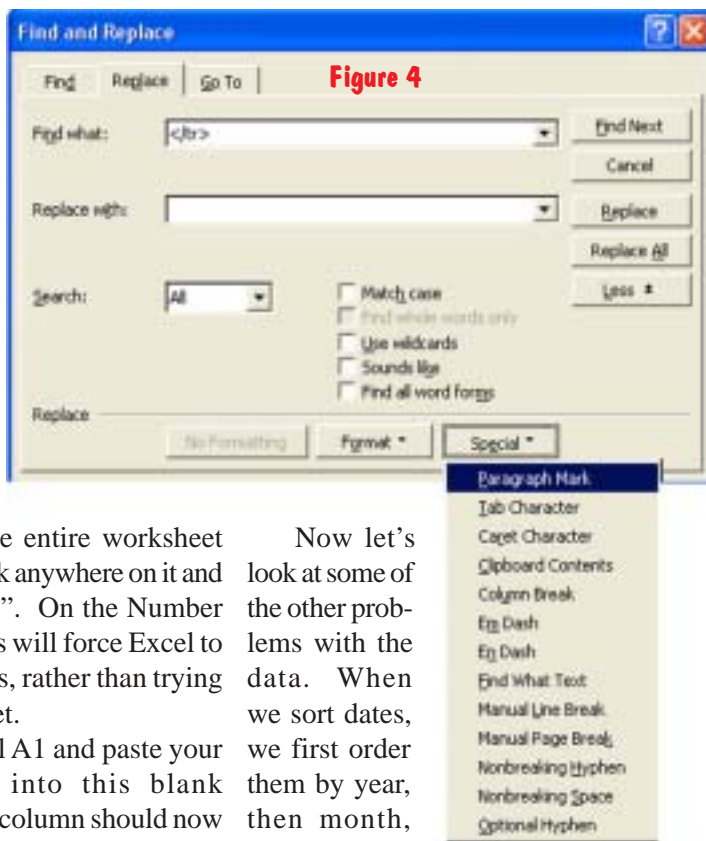 Find and Replace
Find Replace Go To
Figure 4
Find what: </tr> Find Next
Cancel
Replace with: Replace
Replace All
Search: All Match case Less
Find whole words only
Use wildcards
Sounds like
Find all word forms
Replace
No Formatting Format Special
Paragraph Mark
Tab Character
Caret Character
Clipboard Contents
Column Break
Em Dash
En Dash
Find What Text
Manual Line Break
Manual Page Break
Nonbreaking Hyphen
Nonbreaking Space
Optional Hyphen
e entire worksheet
k anywhere on it and
”. On the Number
s will force Excel to
s, rather than trying
et.
l A1 and paste your
into this blank
column should now
Now let’s
look at some of
the other prob-
lems with the
data. When
we sort dates,
we first order
them by year,
then month,